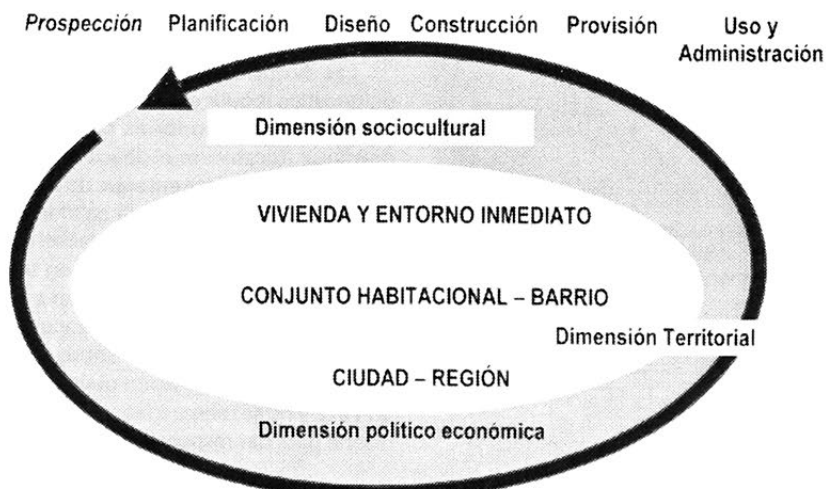 Prospección Planificación Diseño Construcción Provisión Uso y
Administración
Dimensión sociocultural
VIVIENDA Y ENTORNO INMEDIATO
CONJUNTO HABITACIONAL – BARRIO
Dimensión Territorial
CIUDAD – REGIÓN
Dimensión político económica